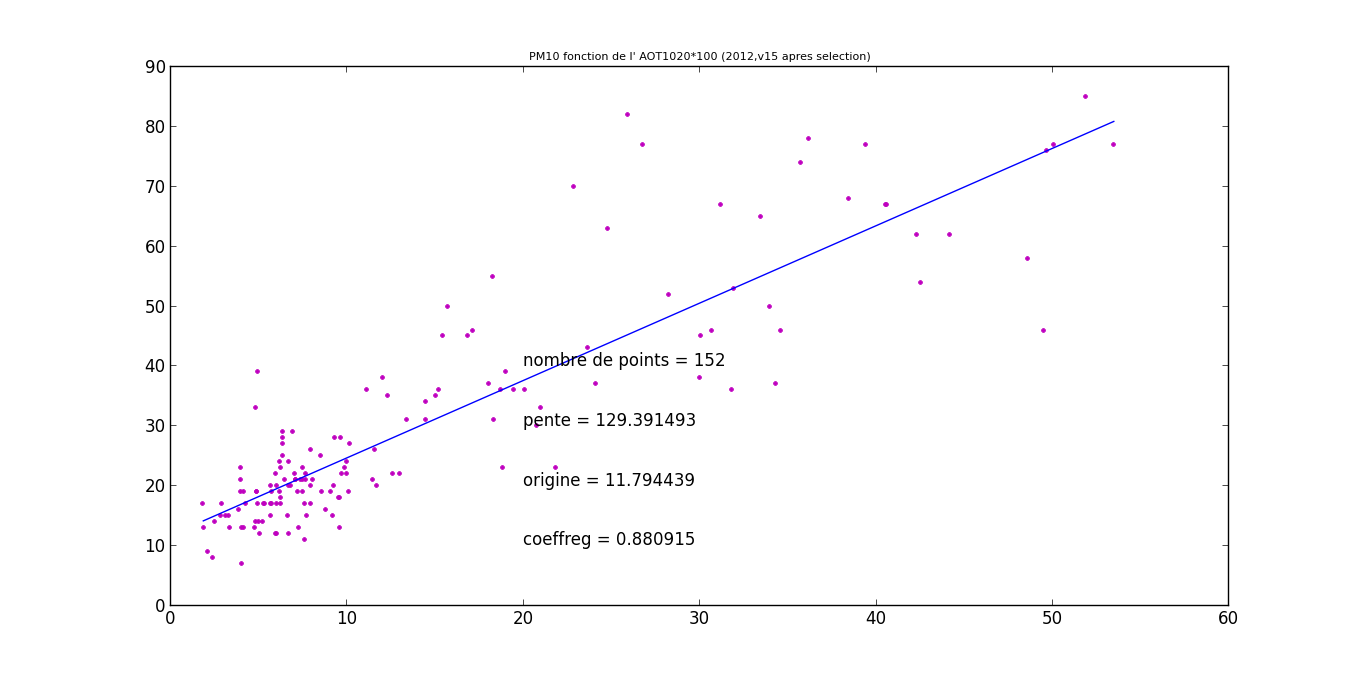 PM10 fonction de l' AOT1020*100 (2012,v15 apres selection)
90
80
70
60
50
40
30
20
10
0
nombre de points = 152
pente = 129.391493
origine = 11.794439
coeffreg = 0.880915
0 10 20 30 40 50 60